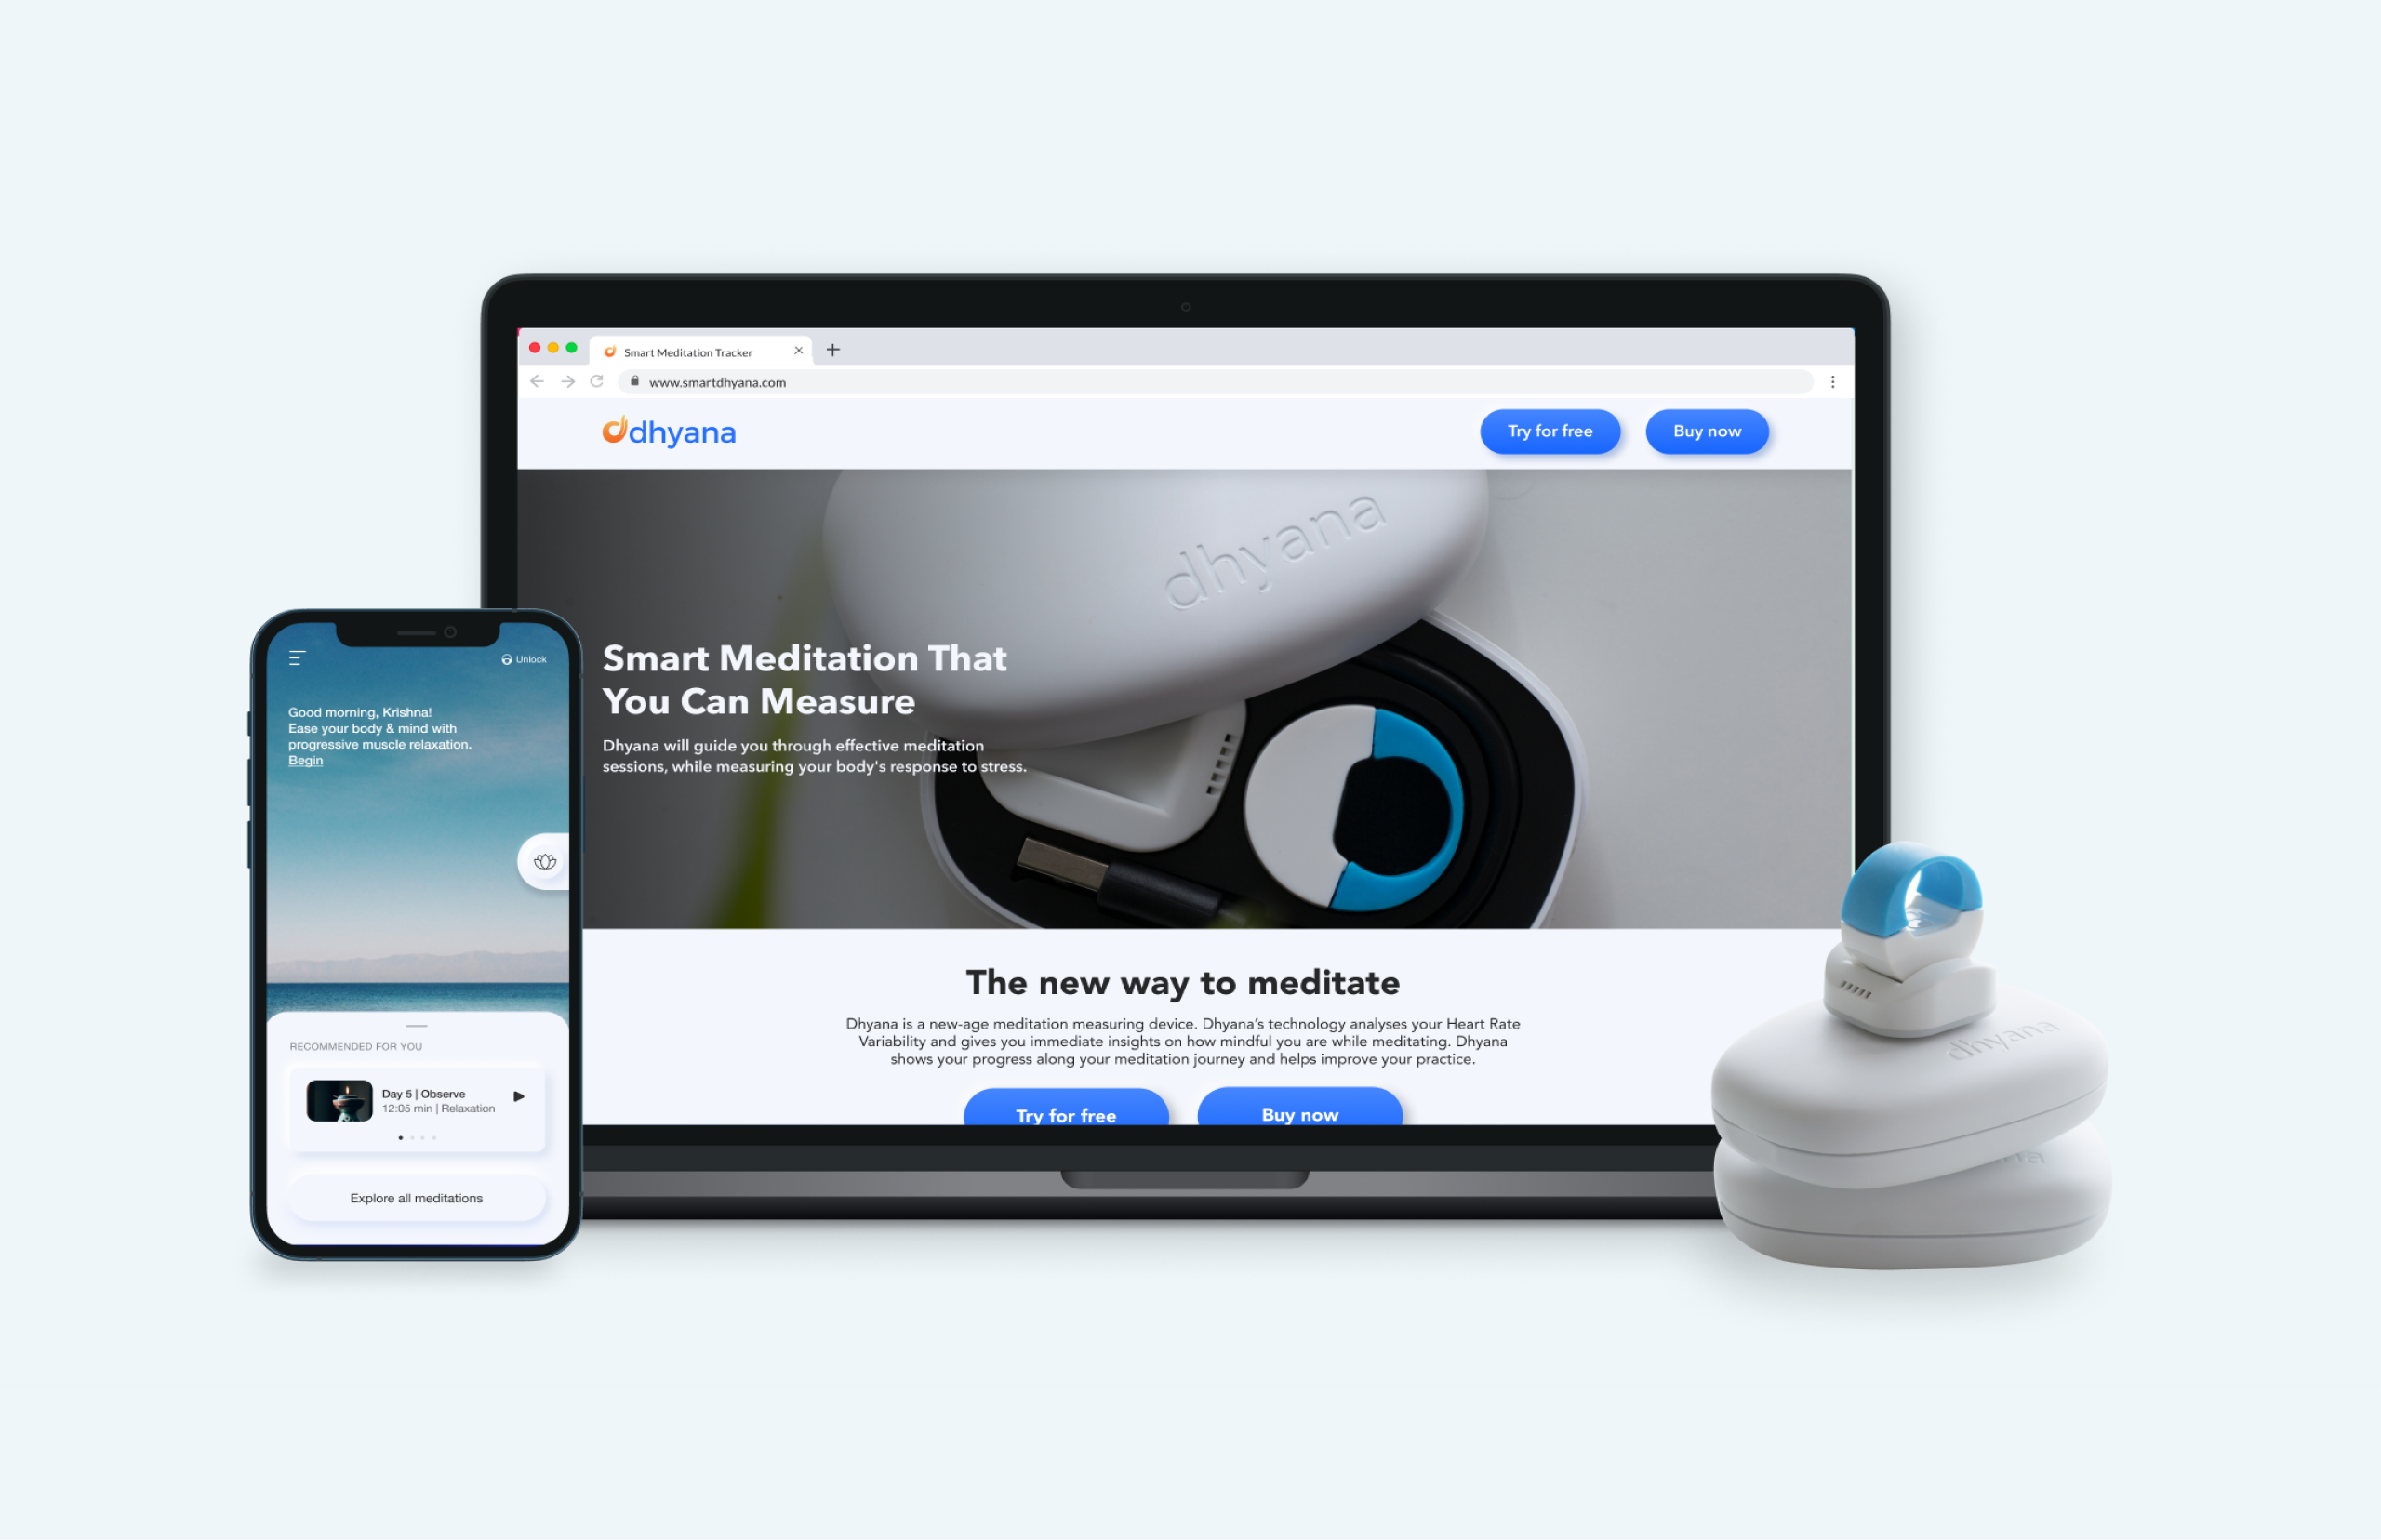 Smart Meditation Tracker
www.smartdhyana.com
dhyana
Try for free
Buy now
dhyana
Smart Meditation That
You Can Measure
Dhyana will guide you through effective meditation
sessions, while measuring your body's response to stress.
The new way to meditate
Dhyana is a new-age meditation measuring device. Dhyana’s technology analyses your Heart Rate
Variability and gives you immediate insights on how mindful you are while meditating. Dhyana
shows your progress along your meditation journey and helps improve your practice.
Try for free
Buy now
Unlock
Good morning, Krishna!
Ease your body & mind with
progressive muscle relaxation.
Begin
RECOMMENDED FOR YOU
Day 5 | Observe
12:05 min | Relaxation
Explore all meditations
dhyana